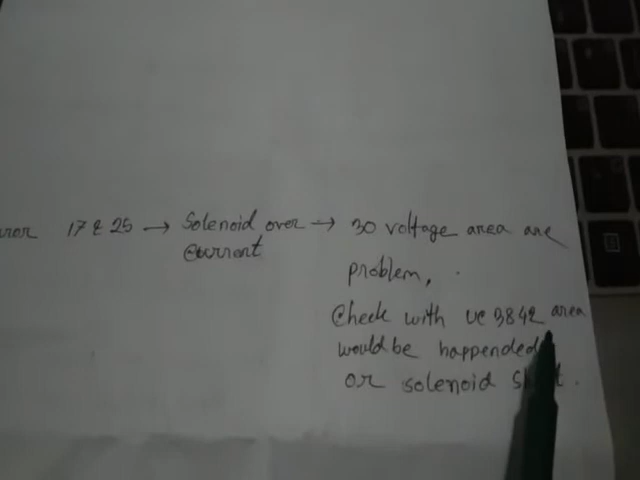 17 & 25 → Solenoid over → 30 voltage area are
current
problem,
Check with uc 3842 area
would be happended
or solenoid